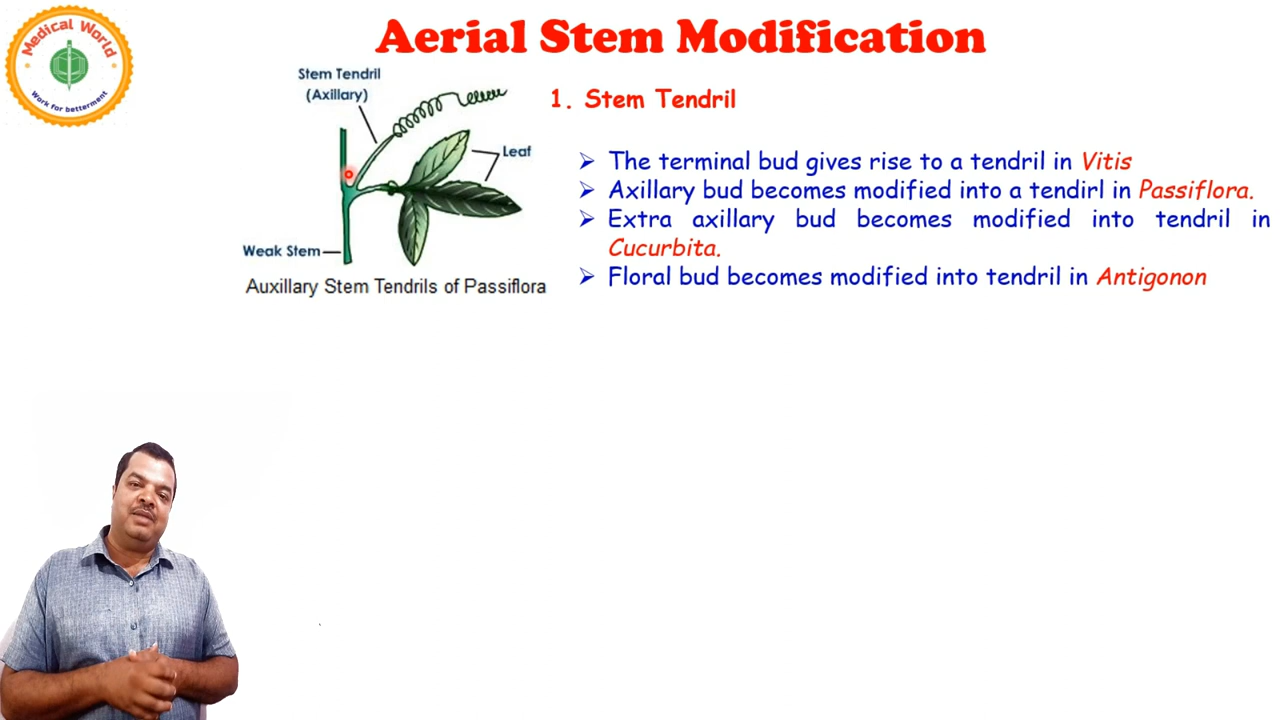 Medical World
Work for betterment
Aerial Stem Modification
Stem Tendril
(Axillary)
Leaf
Weak Stem
Auxillary Stem Tendrils of Passiflora
1. Stem Tendril
➢ The terminal bud gives rise to a tendril in Vitis
➢ Axillary bud becomes modified into a tendirl in Passiflora.
➢ Extra axillary bud becomes modified into tendril in
Cucurbita.
➢ Floral bud becomes modified into tendril in Antigonon